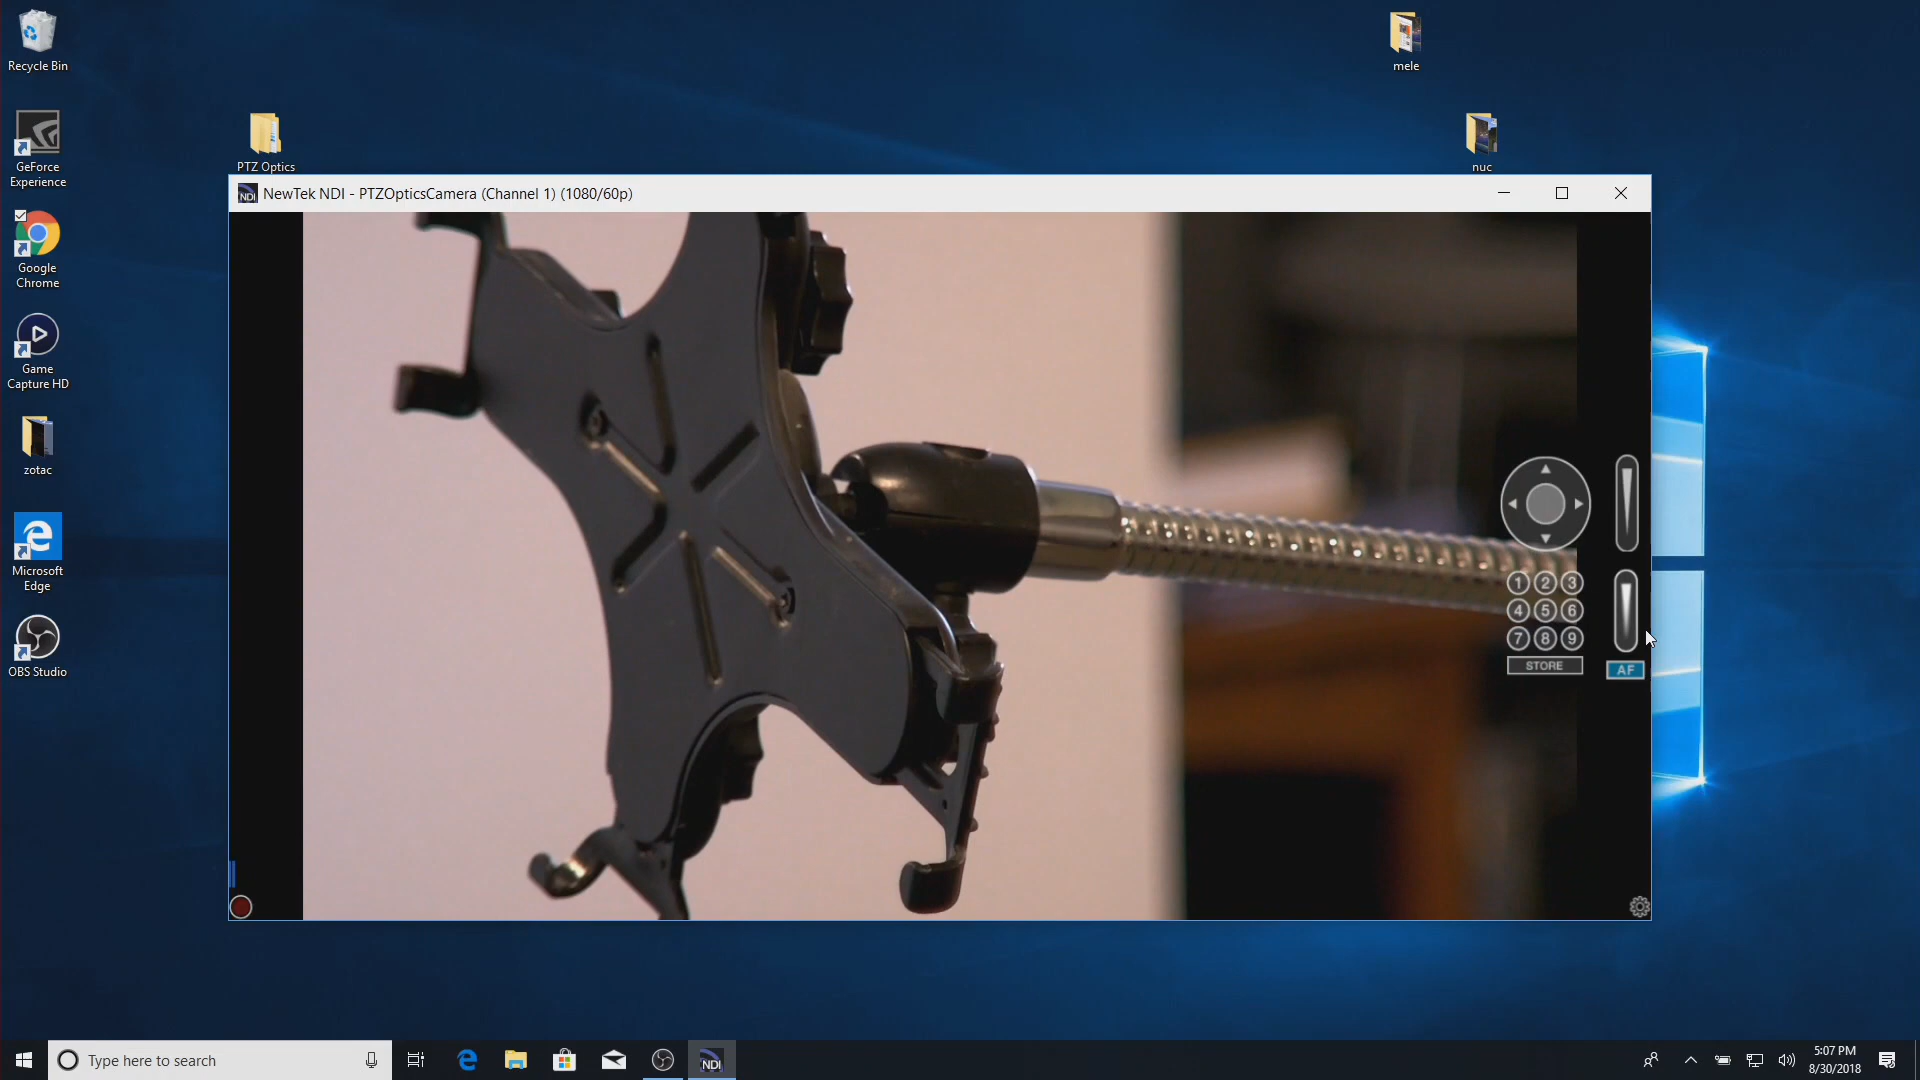 Recycle Bin
mele
GeForce
Experience
PTZ Optics
nuc
NDI
NewTek NDI - PTZOpticsCamera (Channel 1) (1080/60p)
Google
Chrome
Game
Capture HD
zotac
Microsoft
Edge
1 2 3
4 5 6
7 8 9
STORE
AF
OBS Studio
Type here to search
NDI
5:07 PM
8/30/2018